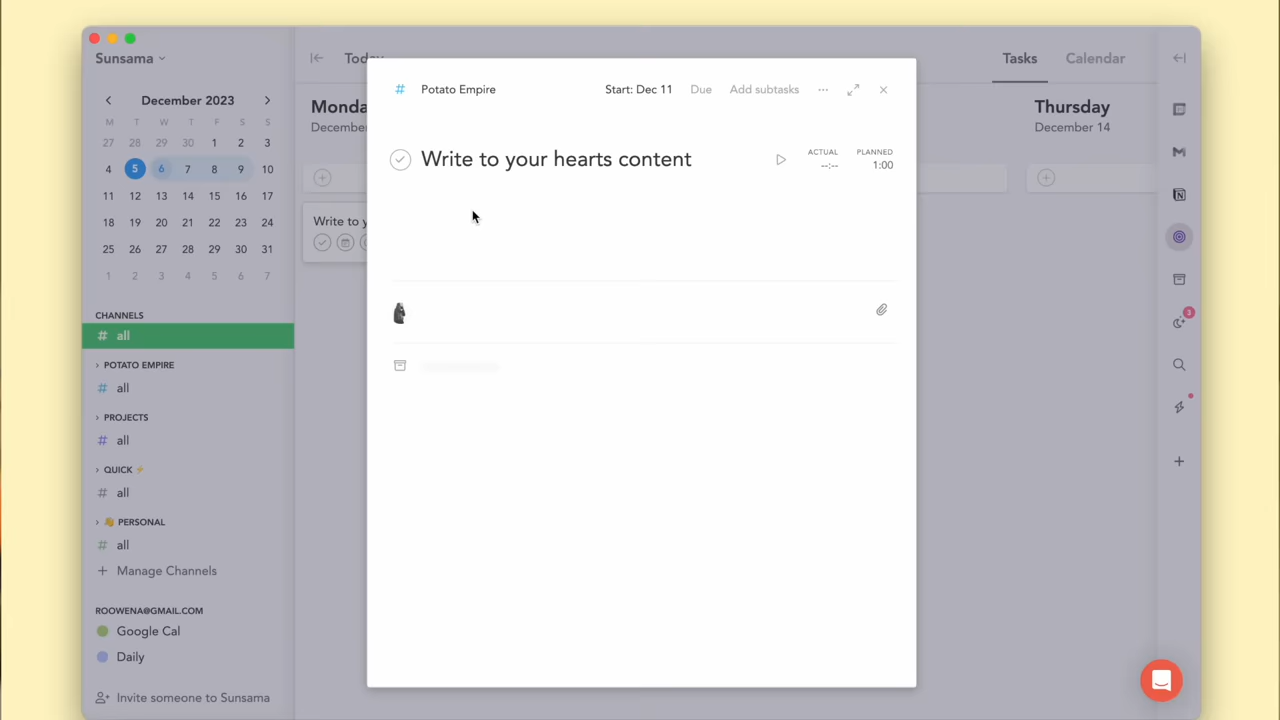 Sunsama
December 2023
M T W T F S S
27 28 29 30 1 2 3
4 5 6 7 8 9 10
11 12 13 14 15 16 17
18 19 20 21 22 23 24
25 26 27 28 29 30 31
1 2 3 4 5 6 7
CHANNELS
# all
POTATO EMPIRE
# all
PROJECTS
# all
QUICK ⚡
# all
👋 PERSONAL
# all
+ Manage Channels
ROOWENA@GMAIL.COM
Google Cal
Daily
Invite someone to Sunsama
Tasks
Calendar
Thursday
December 14
# Potato Empire
Start: Dec 11
Due
Add subtasks
Write to your hearts content
ACTUAL
--:--
PLANNED
1:00
Write to
3